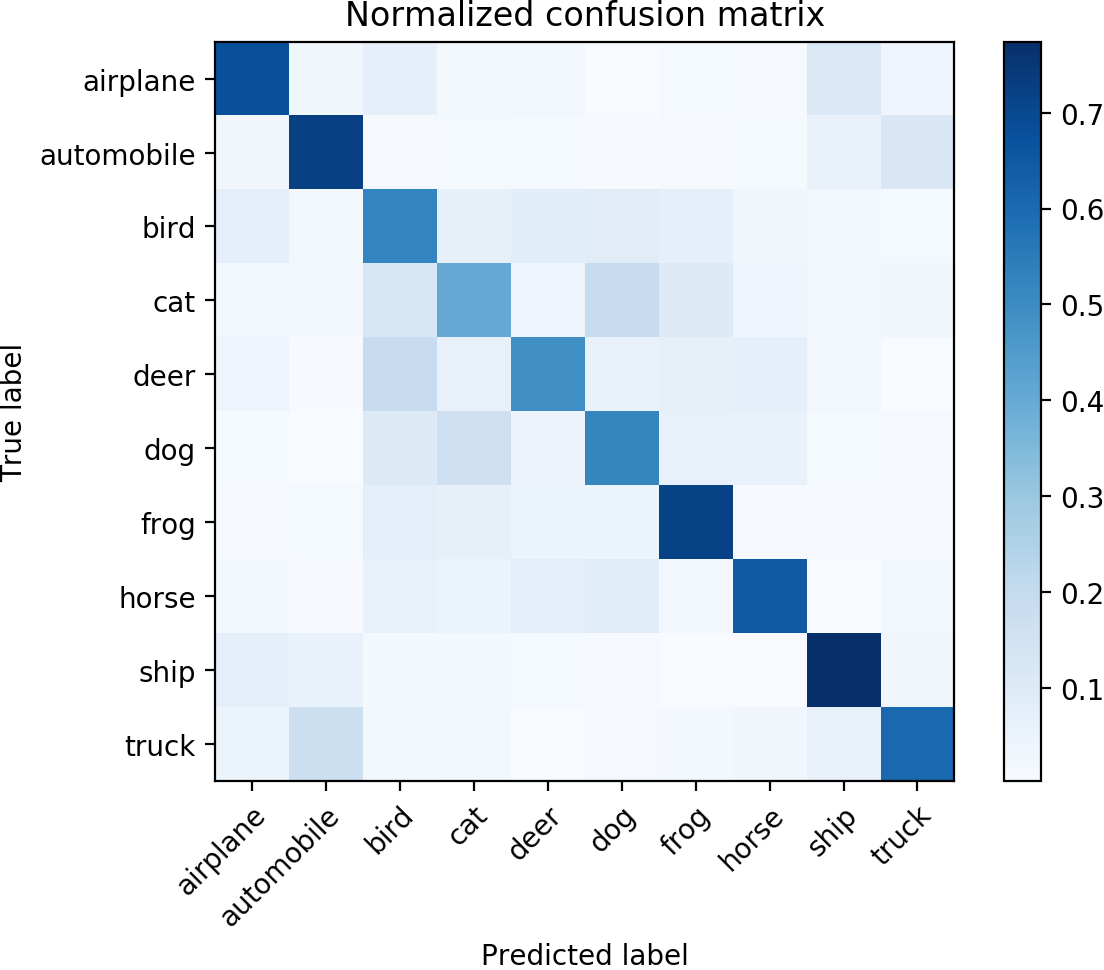 Normalized confusion matrix
True label
airplane
automobile
bird
cat
deer
dog
frog
horse
ship
truck
airplane
automobile
bird
cat
deer
dog
frog
horse
ship
truck
Predicted label
0.7
0.6
0.5
0.4
0.3
0.2
0.1